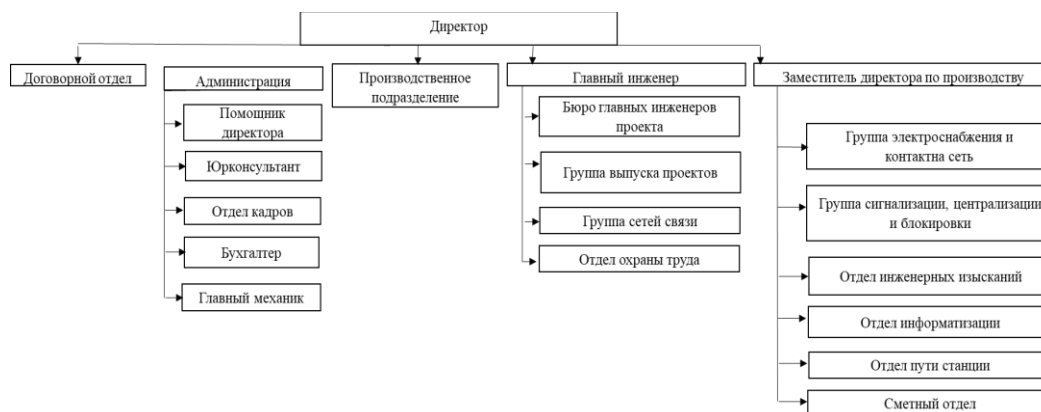 Директор
Договорной отдел
Администрация
Производственное
подразделение
Главный инженер
Заместитель директора по производству
Помощник
директора
Юрконсультант
Отдел кадров
Бухгалтер
Главный механик
Бюро главных инженеров
проекта
Группа выпуска проектов
Группа сетей связи
Отдел охраны труда
Группа электроснабжения и
контактна сеть
Группа сигнализации, централизации
и блокировки
Отдел инженерных изысканий
Отдел информатизации
Отдел пути станции
Сметный отдел